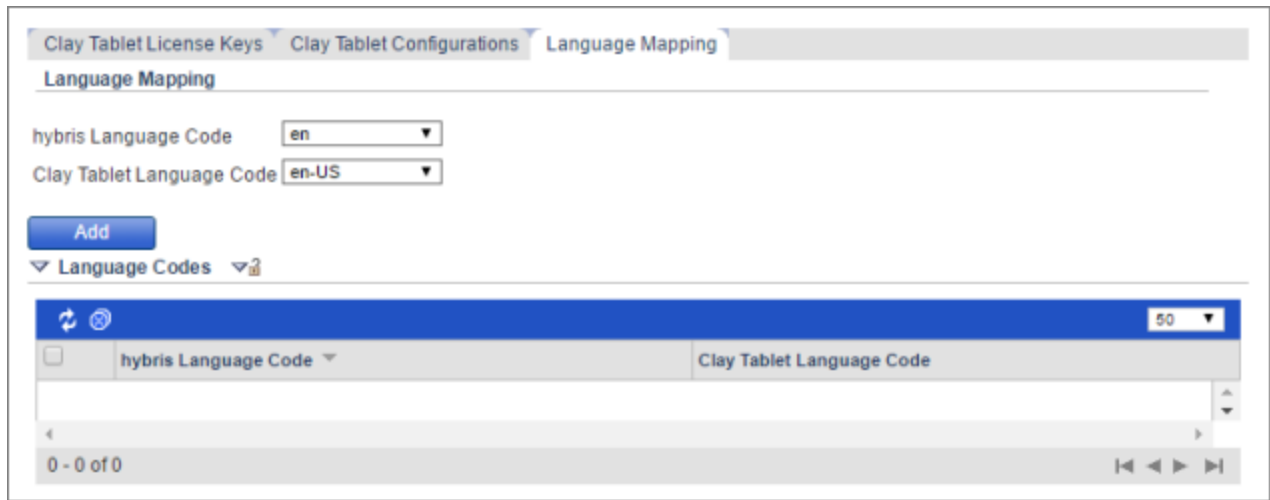 Clay Tablet License Keys Clay Tablet Configurations Language Mapping
Language Mapping
hybris Language Code en
Clay Tablet Language Code en-US
Add
Language Codes
50
hybris Language Code Clay Tablet Language Code
0 - 0 of 0